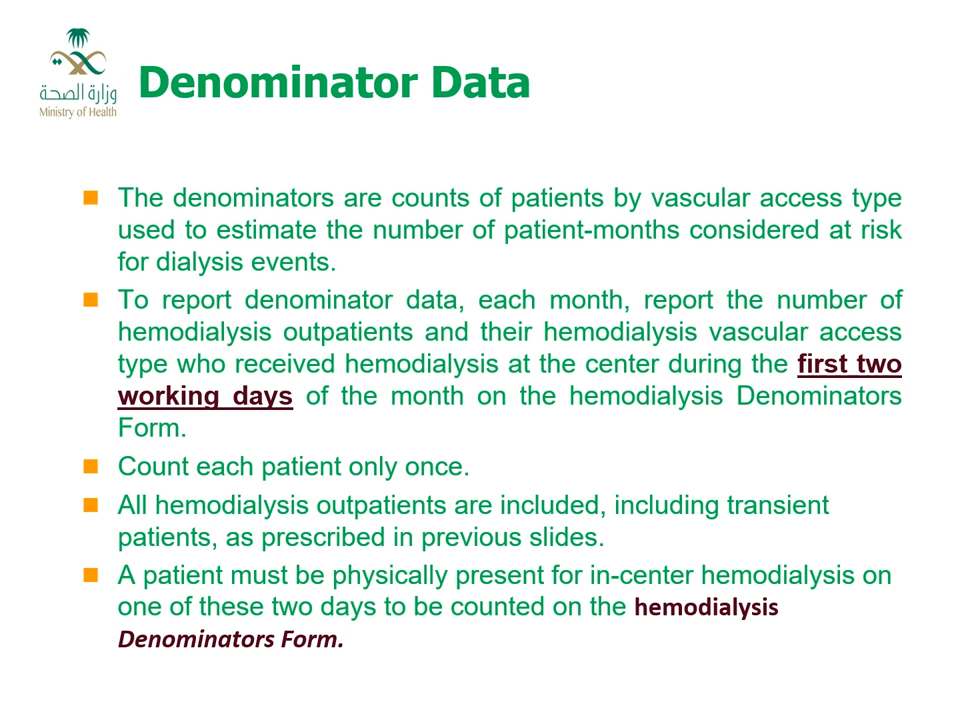 وزارة الصحة
Ministry of Health
Denominator Data
The denominators are counts of patients by vascular access type
used to estimate the number of patient-months considered at risk
for dialysis events.
To report denominator data, each month, report the number of
hemodialysis outpatients and their hemodialysis vascular access
type who received hemodialysis at the center during the first two
working days of the month on the hemodialysis Denominators
Form.
Count each patient only once.
All hemodialysis outpatients are included, including transient
patients, as prescribed in previous slides.
A patient must be physically present for in-center hemodialysis on
one of these two days to be counted on the hemodialysis
Denominators Form.